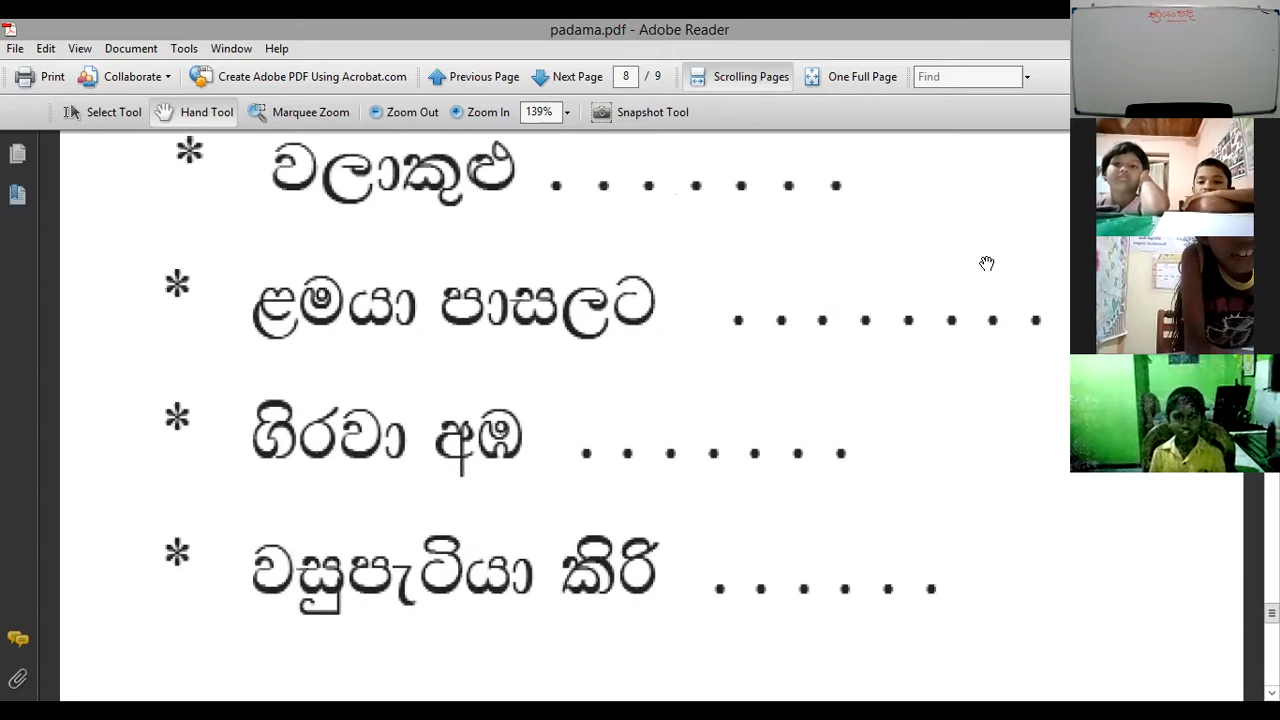 padama.pdf - Adobe Reader
File Edit View Document Tools Window Help
Print Collaborate Create Adobe PDF Using Acrobat.com Previous Page Next Page 8 / 9 Scrolling Pages One Full Page Find
Select Tool Hand Tool Marquee Zoom Zoom Out Zoom In 139% Snapshot Tool
* වලාකුළු . . . . . . .
* ළමයා පාසලට . . . . . . . .
* ගිරවා අඹ . . . . . . .
* වසුපැටියා කිරි . . . . . .